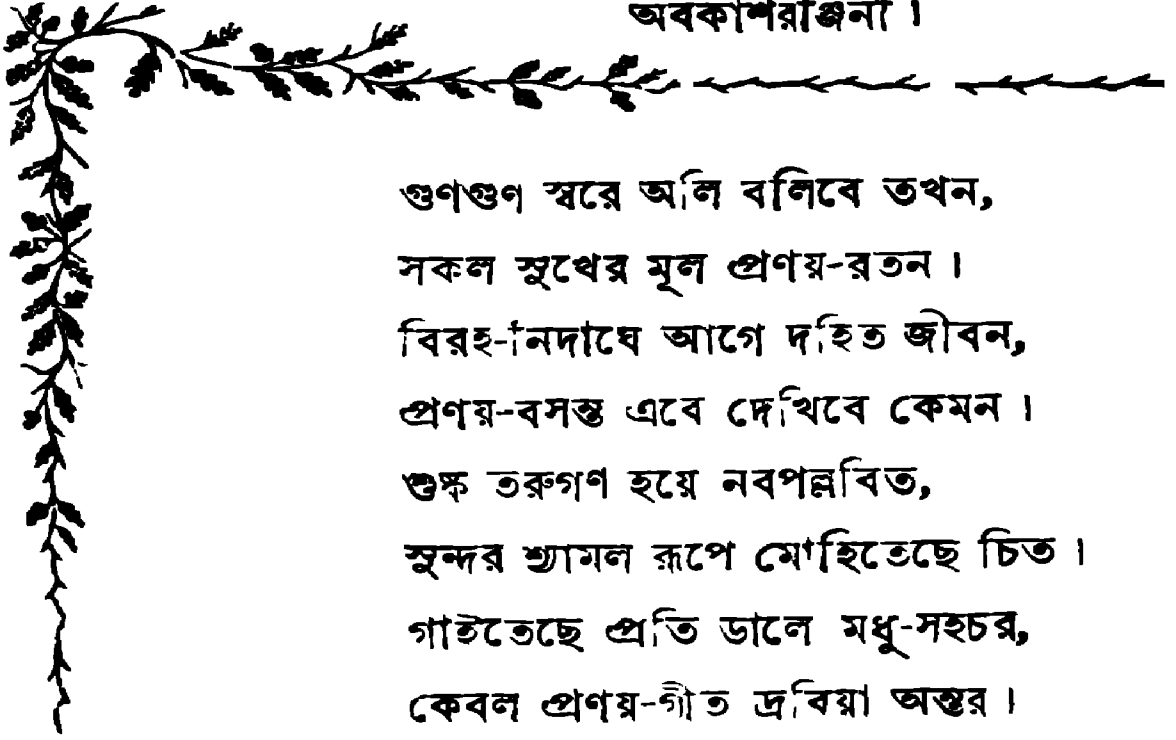 অবকাশরঞ্জিনী ।
গুণগুণ স্বরে অলি বলিবে তখন,
সকল সুখের মূল প্রণয়-রতন ।
বিরহ-নিদাঘে আগে দহিত জীবন,
প্রণয়-বসন্ত এবে দেখিবে কেমন ।
শুষ্ক তরুগণ হয়ে নবপল্লবিত,
সুন্দর শ্যামল রূপে মোহিতেছে চিত ।
গাইতেছে প্রতি ডালে মধু-সহচর,
কেবল প্রণয়-গীত দ্রবিয়া অন্তর ।